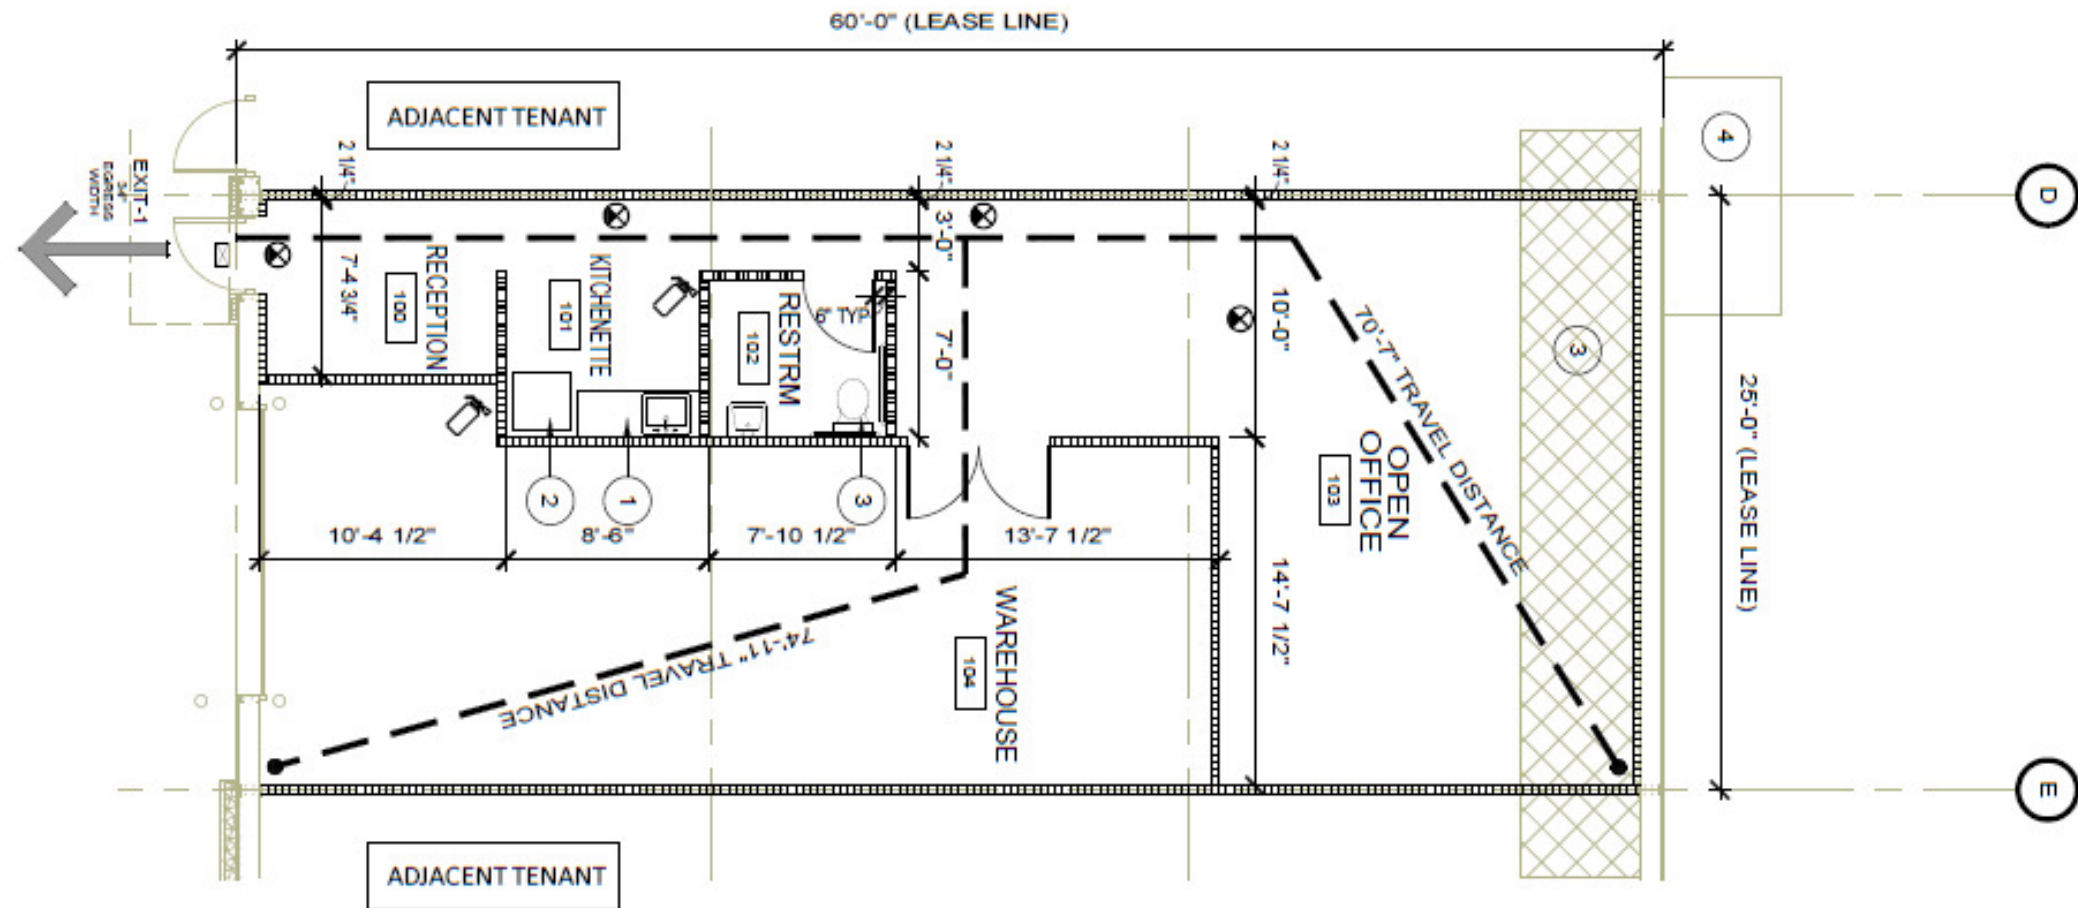 60'-0" (LEASE LINE)
ADJACENT TENANT
4
D
2 1/4"
2 1/4"
2 1/4"
EXIT-1
34"
EGRESS
WIDTH
3'-0"
7'-4 3/4"
100
RECEPTION
101
KITCHENETTE
102
RESTRM
6" TYP
7'-0"
10'-0"
70'-7" TRAVEL DISTANCE
3
25'-0" (LEASE LINE)
OPEN
OFFICE
103
2
1
3
10'-4 1/2"
8'-6"
7'-10 1/2"
13'-7 1/2"
14'-7 1/2"
WAREHOUSE
104
74'-11" TRAVEL DISTANCE
E
ADJACENT TENANT